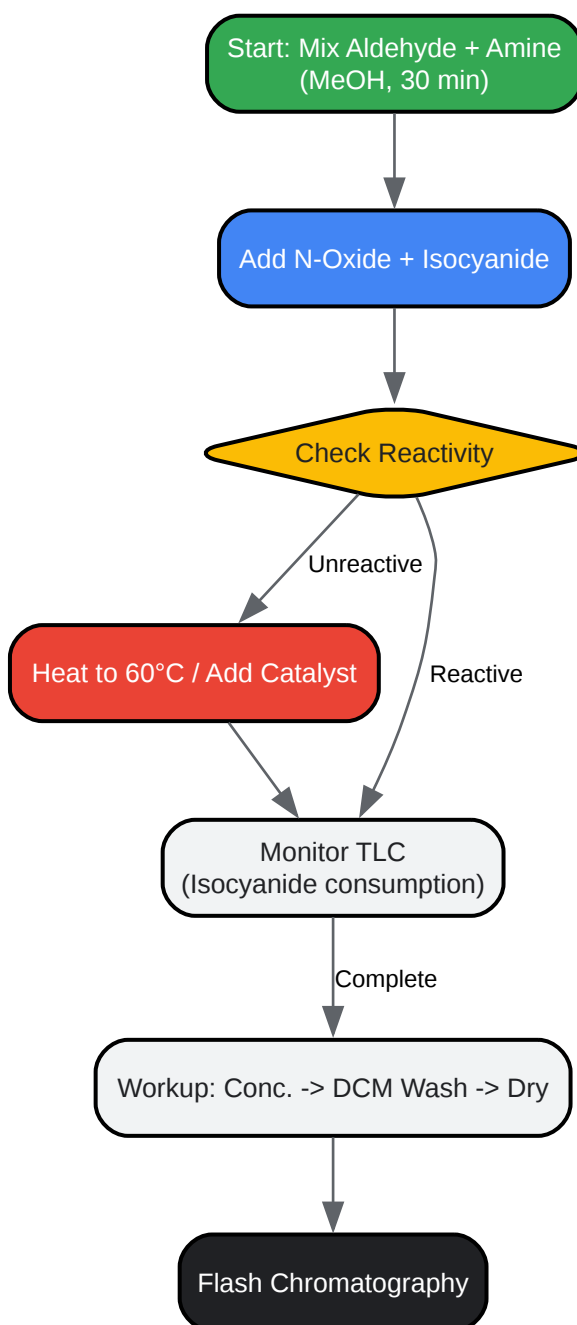 Start: Mix Aldehyde + Amine
(MeOH, 30 min)
Add N-Oxide + Isocyanide
Check Reactivity
Unreactive
Heat to 60°C / Add Catalyst
Reactive
Monitor TLC
(Isocyanide consumption)
Complete
Workup: Conc. -> DCM Wash -> Dry
Flash Chromatography